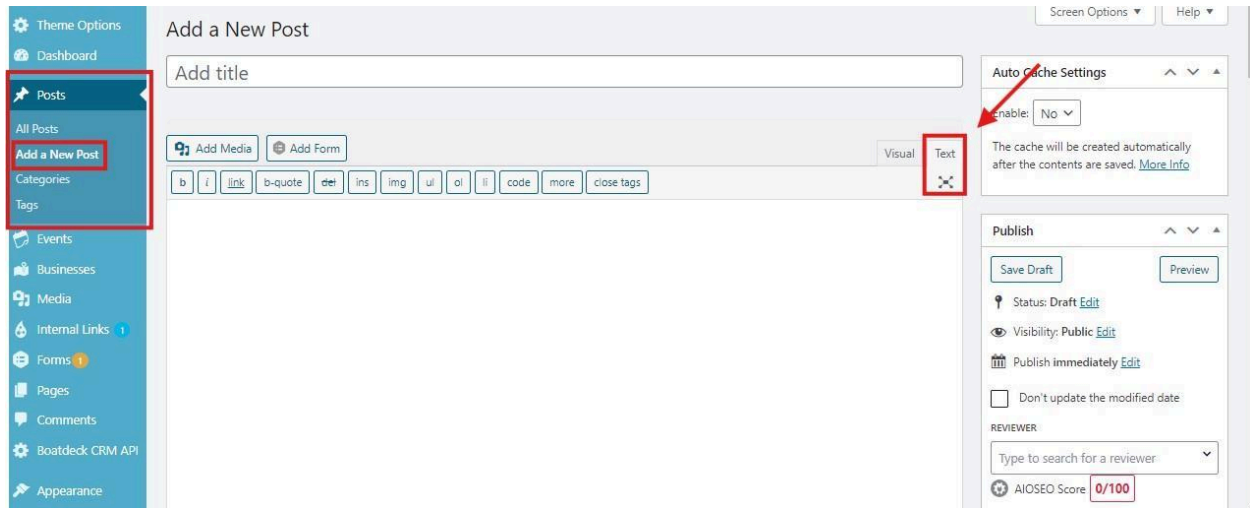 Theme Options
Dashboard
Posts
All Posts
Add a New Post
Categories
Tags
Events
Businesses
Media
Internal Links 1
Forms 1
Pages
Comments
Boatdeck CRM API
Appearance
Screen Options ▼ Help ▼
Add a New Post
Add title
Add Media Add Form
Visual Text
b i link b-quote del ins img ul ol li code more close tags
Auto Cache Settings
Enable: No
The cache will be created automatically
after the contents are saved. More Info
Publish
Save Draft Preview
Status: Draft Edit
Visibility: Public Edit
Publish immediately Edit
Don't update the modified date
REVIEWER
Type to search for a reviewer
AIOSEO Score 0/100